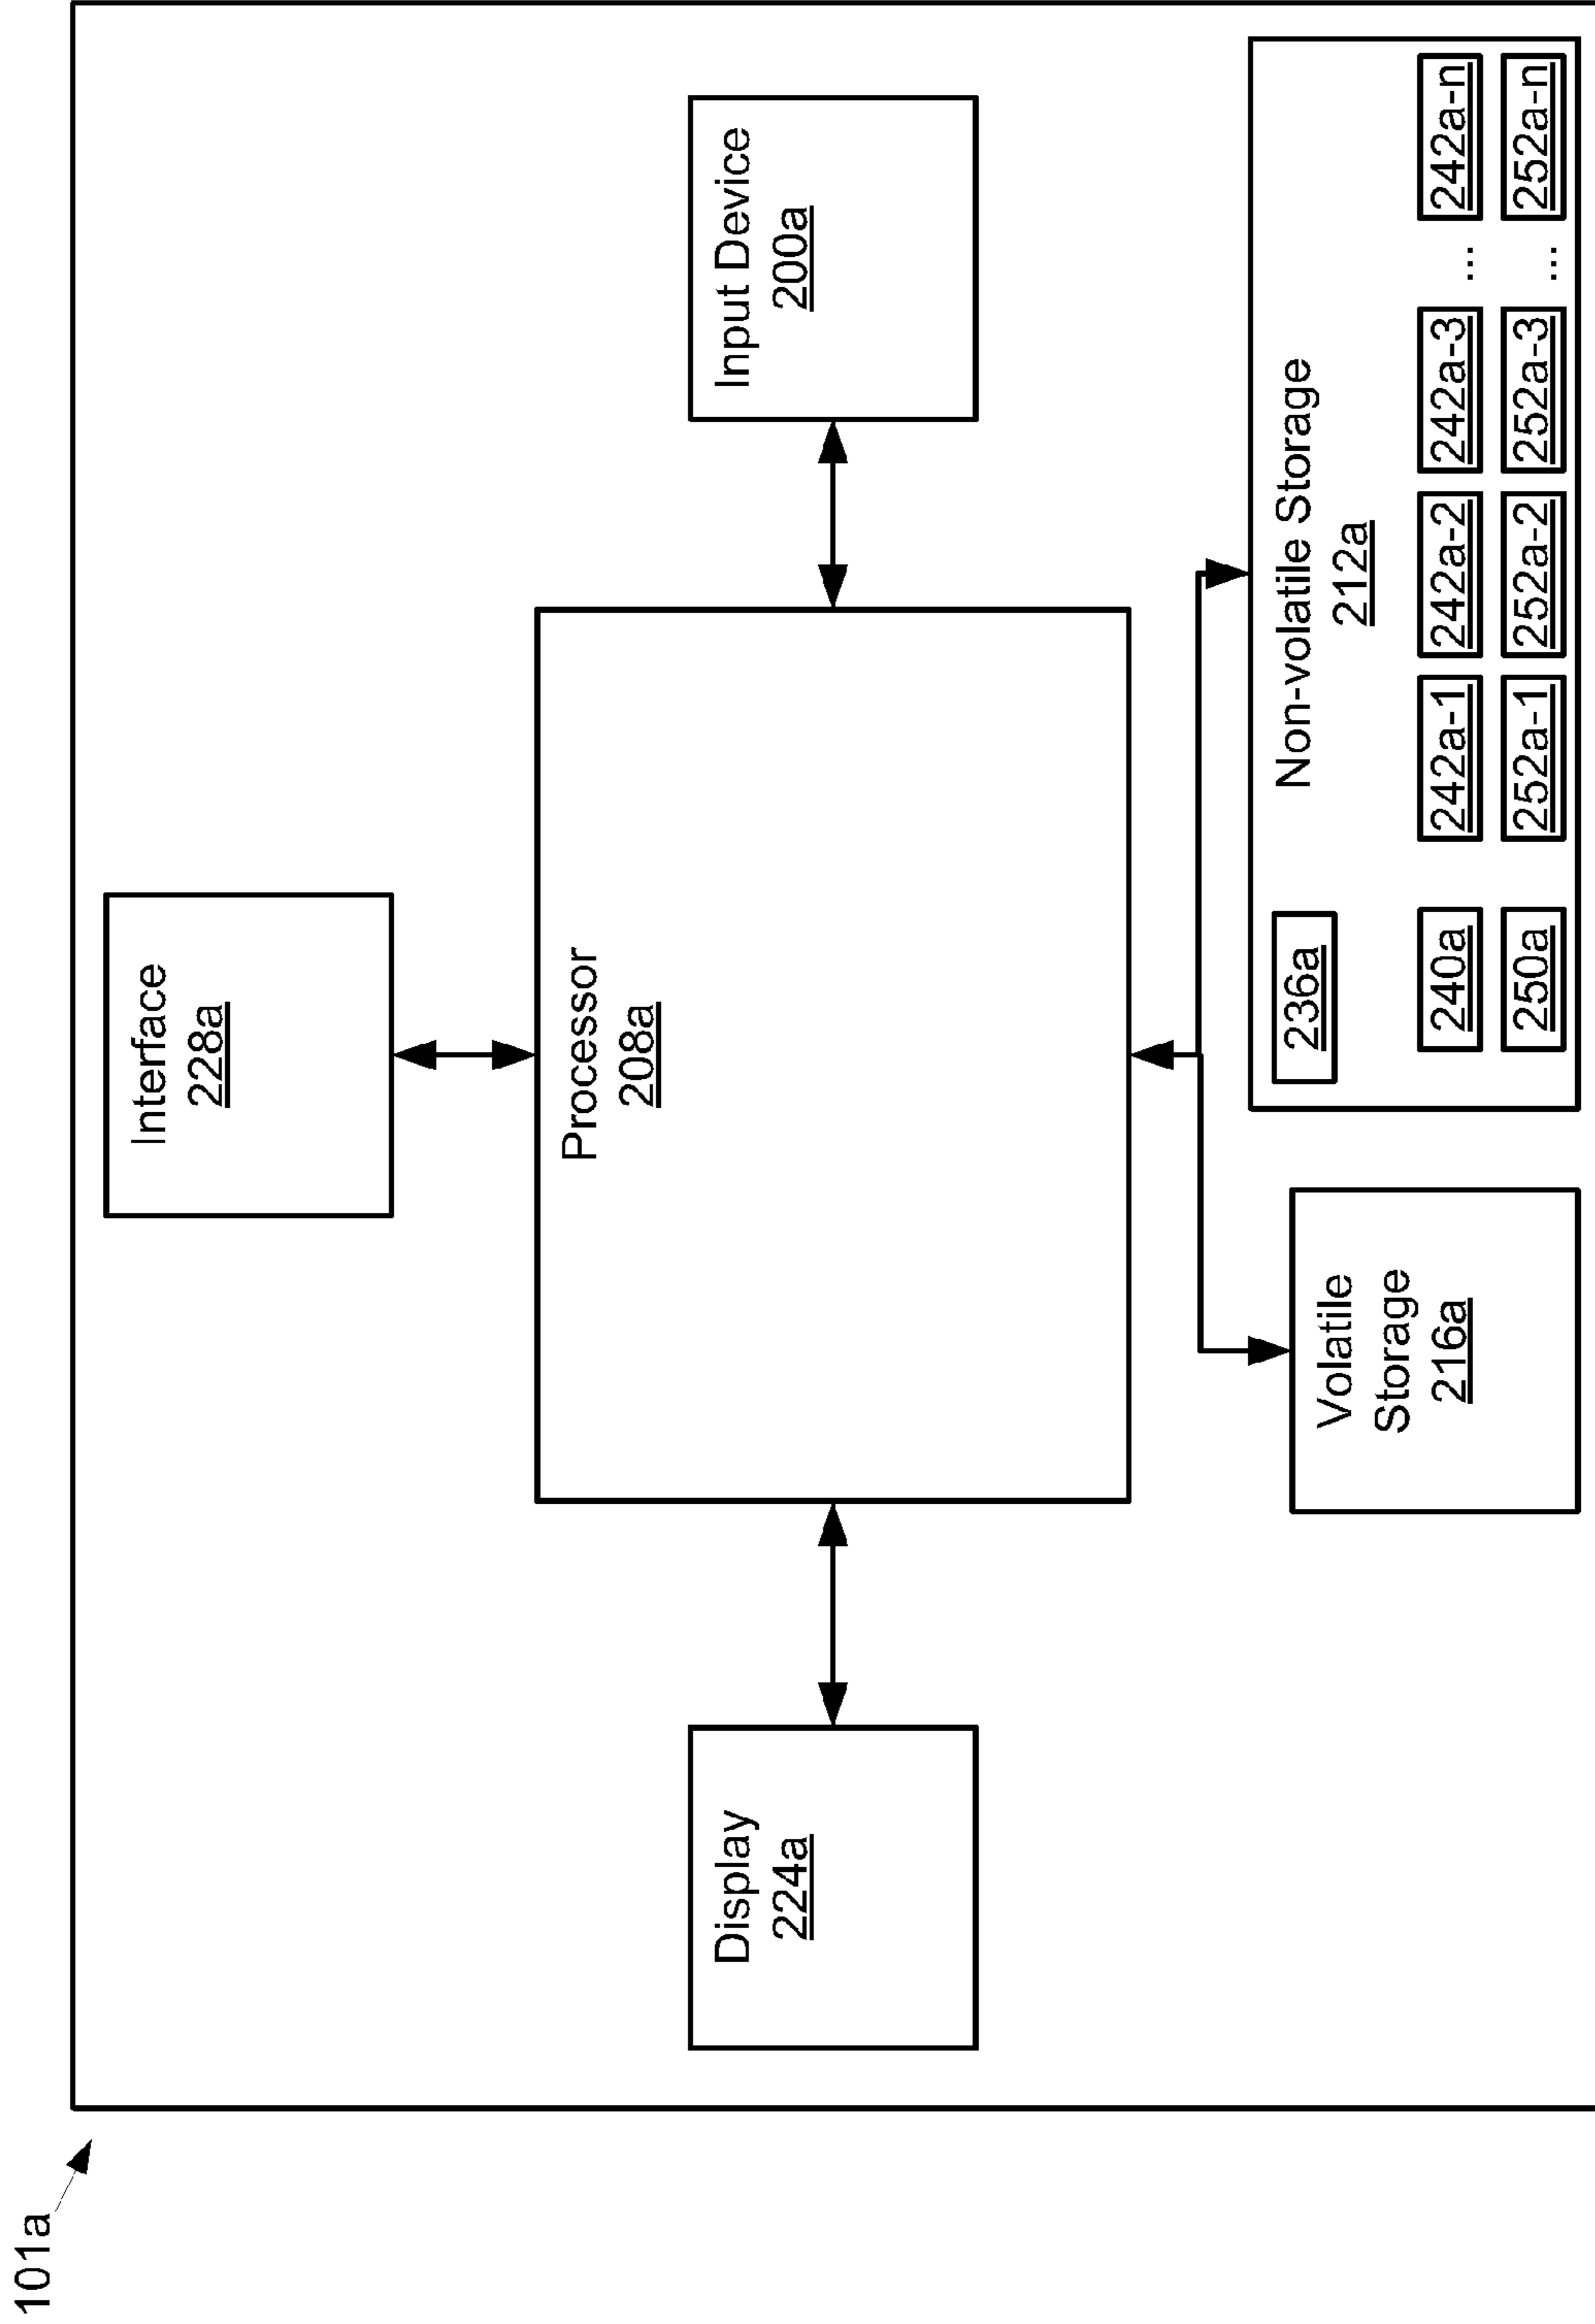 101a
Interface
228a
Display
224a
Processor
208a
Input Device
200a
Volatile
Storage
216a
Non-volatile Storage
212a
236a
240a 242a-1 242a-2 242a-3 ... 242a-n
250a 252a-1 252a-2 252a-3 ... 252a-n